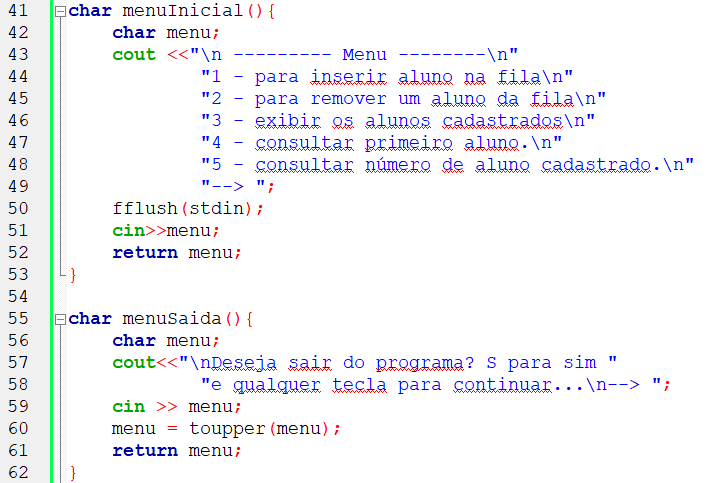 41 char menuInicial(){
42 char menu;
43 cout <<"\n --------- Menu --------\n"
44 "1 - para inserir aluno na fila\n"
45 "2 - para remover um aluno da fila\n"
46 "3 - exibir os alunos cadastrados\n"
47 "4 - consultar primeiro aluno.\n"
48 "5 - consultar número de aluno cadastrado.\n"
49 "--> ";
50 fflush(stdin);
51 cin>>menu;
52 return menu;
53 }
54
55 char menuSaida(){
56 char menu;
57 cout<<"\nDeseja sair do programa? S para sim "
58 "e qualquer tecla para continuar...\n--> ";
59 cin >> menu;
60 menu = toupper(menu);
61 return menu;
62 }